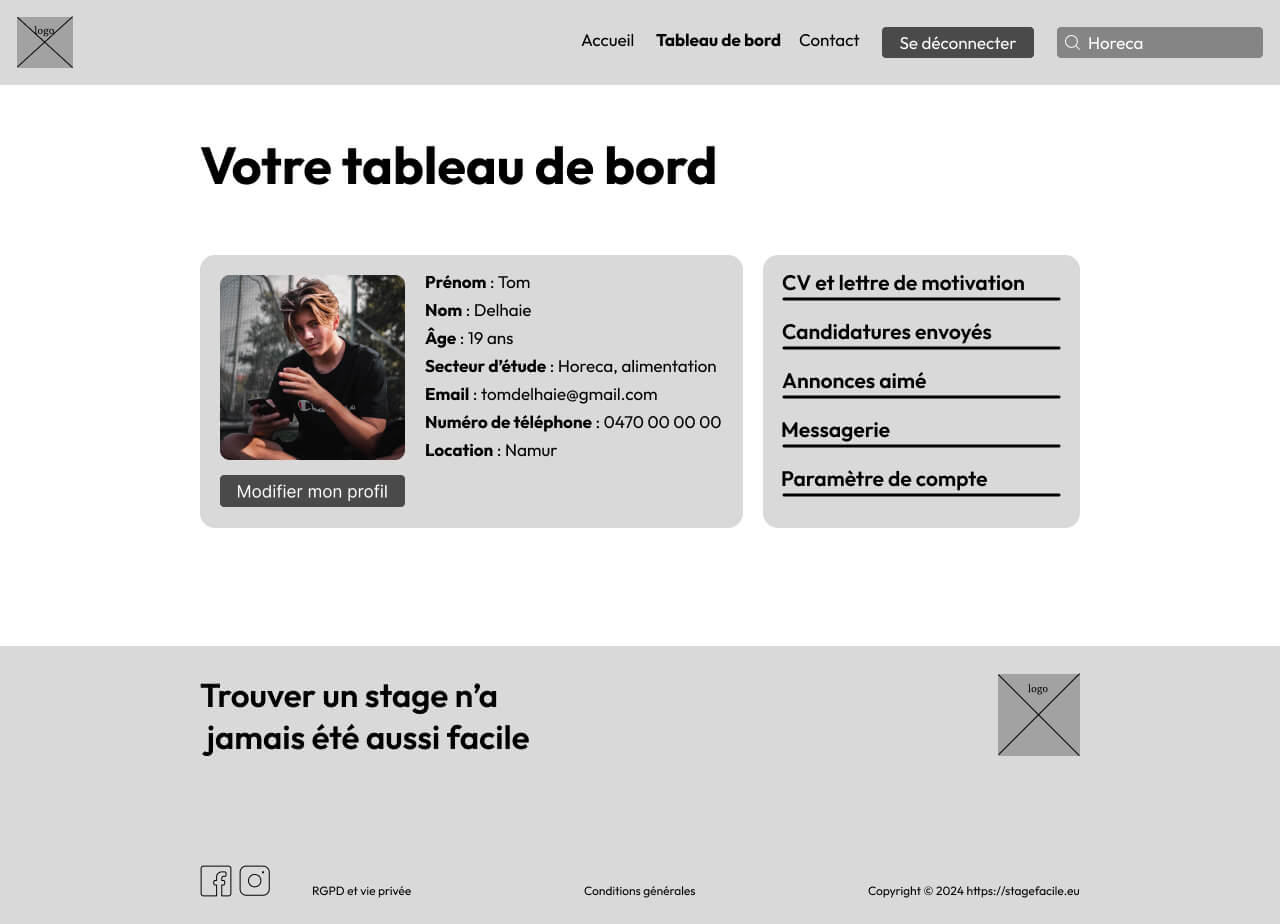 logo
Accueil Tableau de bord Contact Se déconnecter Horeca
Votre tableau de bord
Prénom : Tom
Nom : Delhaie
Âge : 19 ans
Secteur d’étude : Horeca, alimentation
Email : tomdelhaie@gmail.com
Numéro de téléphone : 0470 00 00 00
Location : Namur
Modifier mon profil
CV et lettre de motivation
Candidatures envoyés
Annonces aimé
Messagerie
Paramètre de compte
Trouver un stage n’a
jamais été aussi facile
logo
RGPD et vie privée
Conditions générales
Copyright © 2024 https://stagefacile.eu